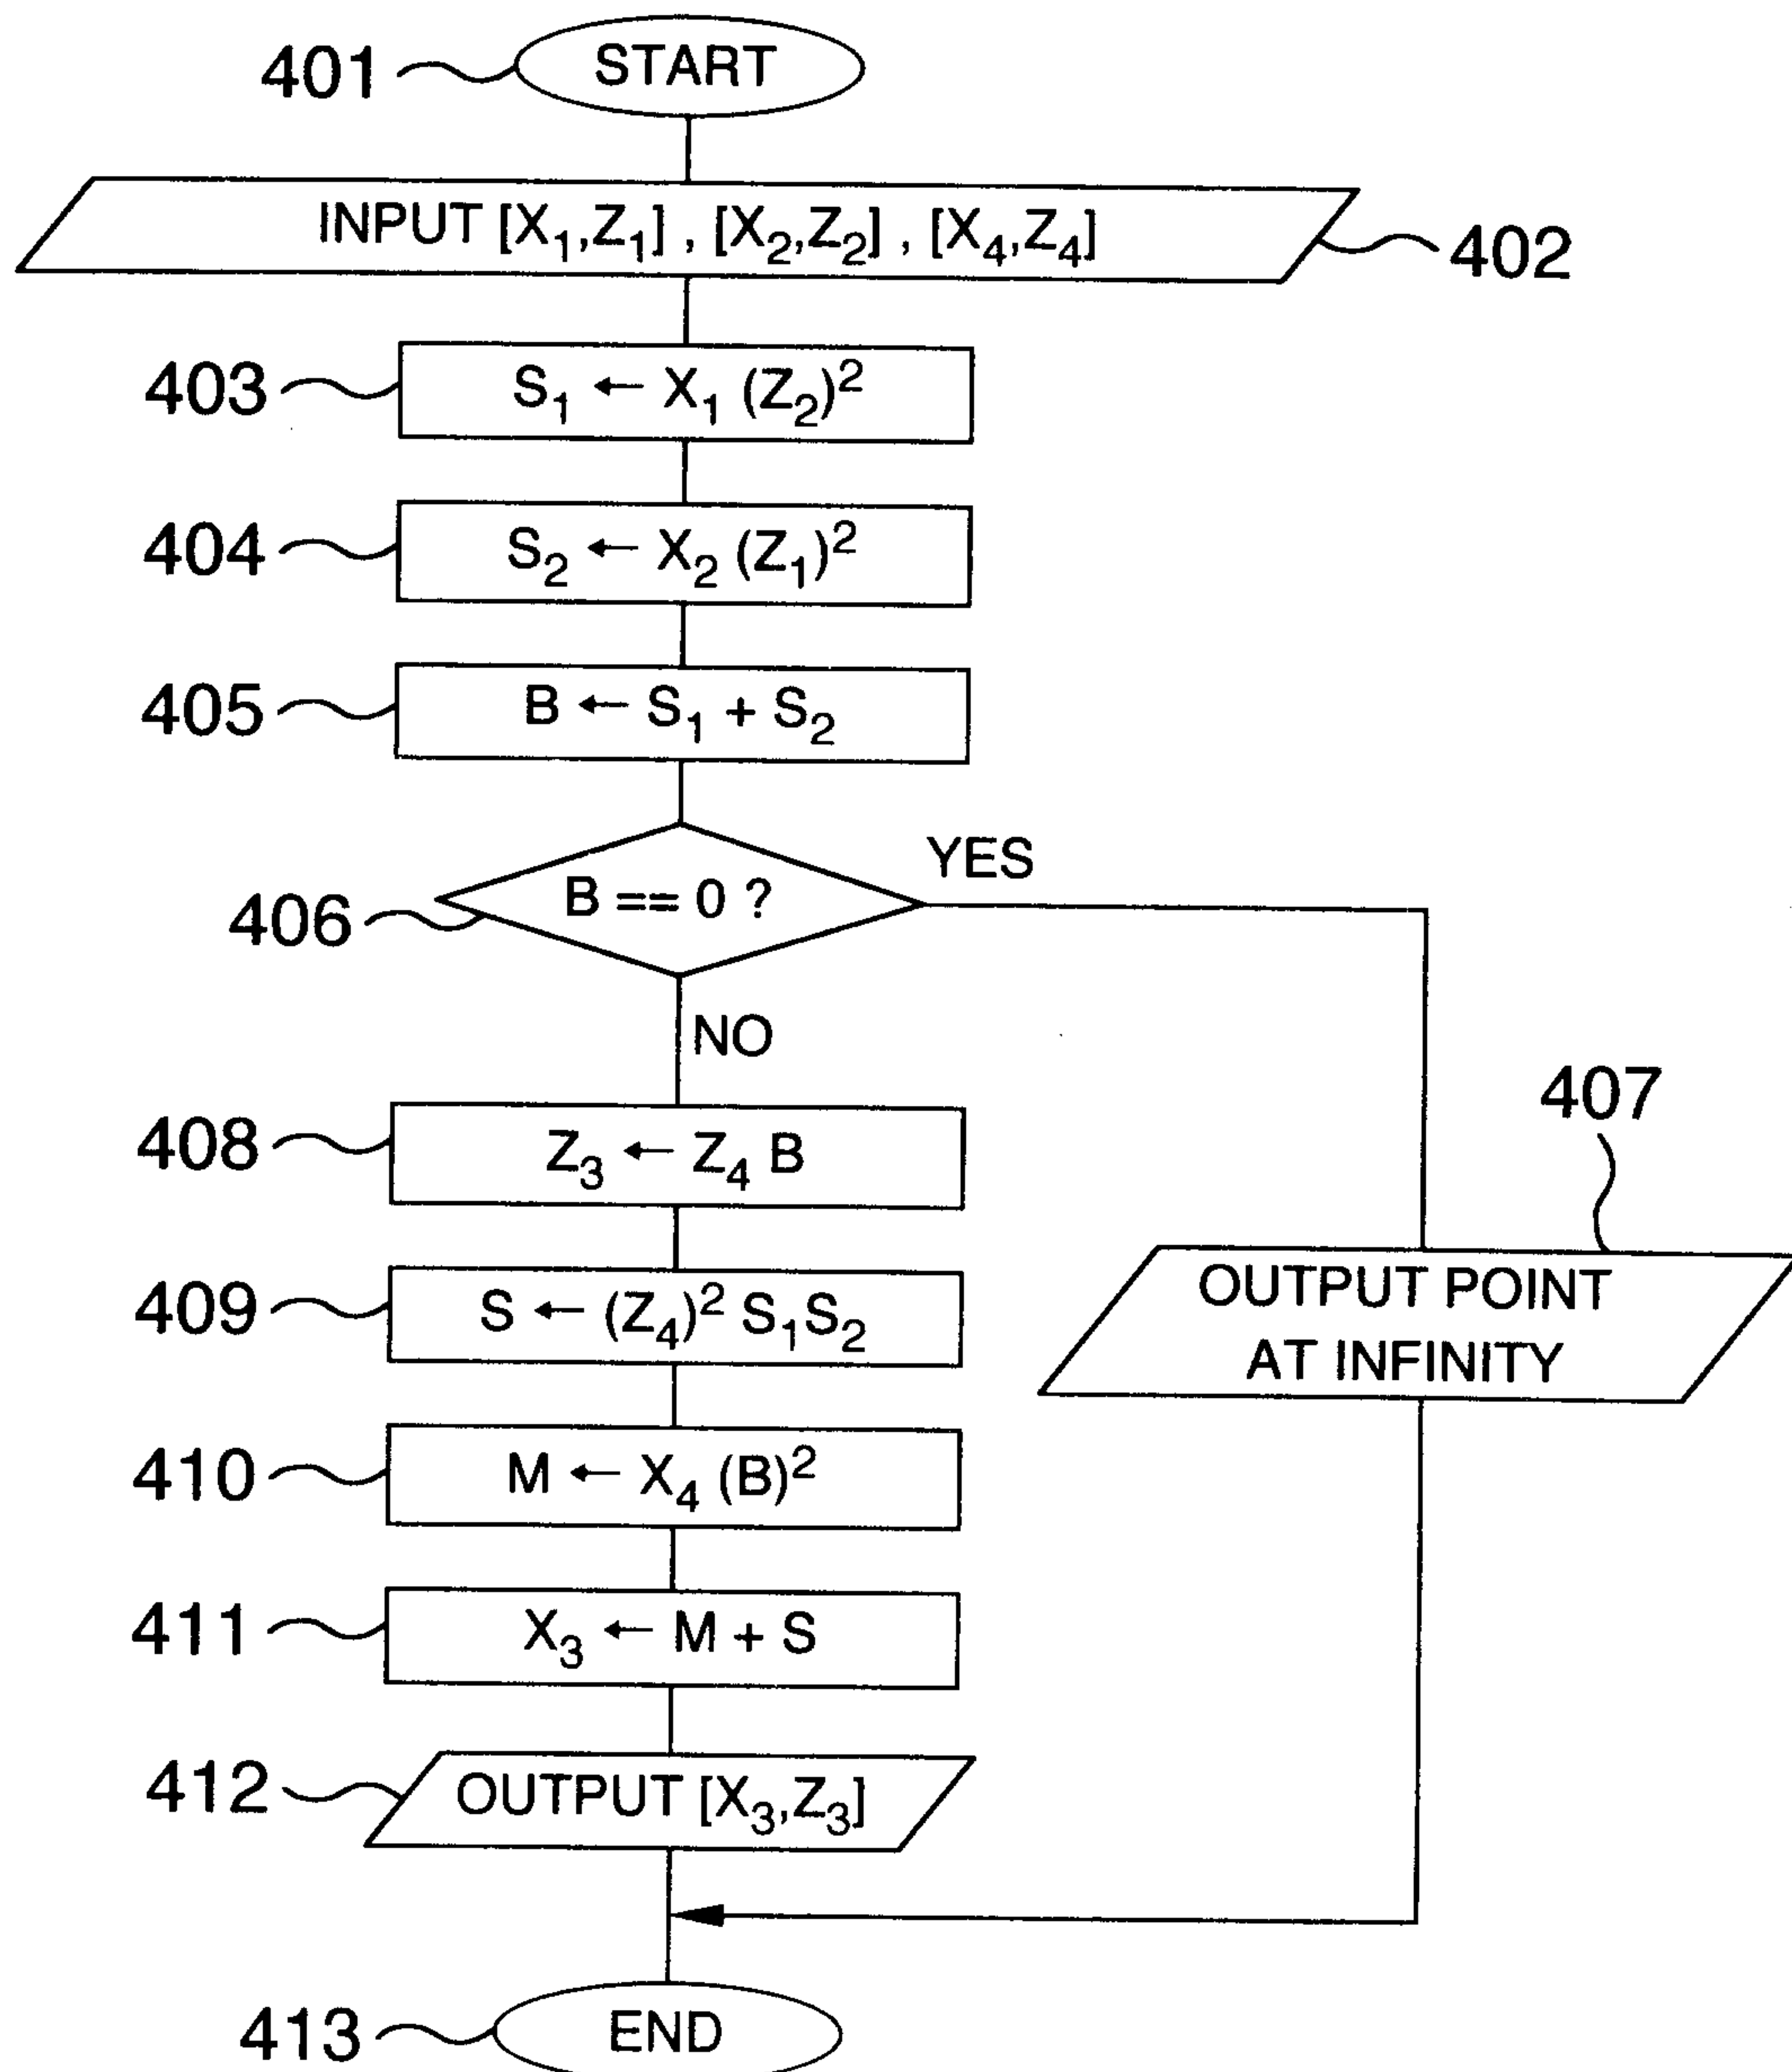 401 START
INPUT [X₁,Z₁] , [X₂,Z₂] , [X₄,Z₄]
402
403 S₁ ← X₁ (Z₂)²
404 S₂ ← X₂ (Z₁)²
405 B ← S₁ + S₂
YES
406 B == 0 ?
NO
407
408 Z₃ ← Z₄ B
OUTPUT POINT
AT INFINITY
409 S ← (Z₄)² S₁S₂
410 M ← X₄ (B)²
411 X₃ ← M + S
412 OUTPUT [X₃,Z₃]
413 END